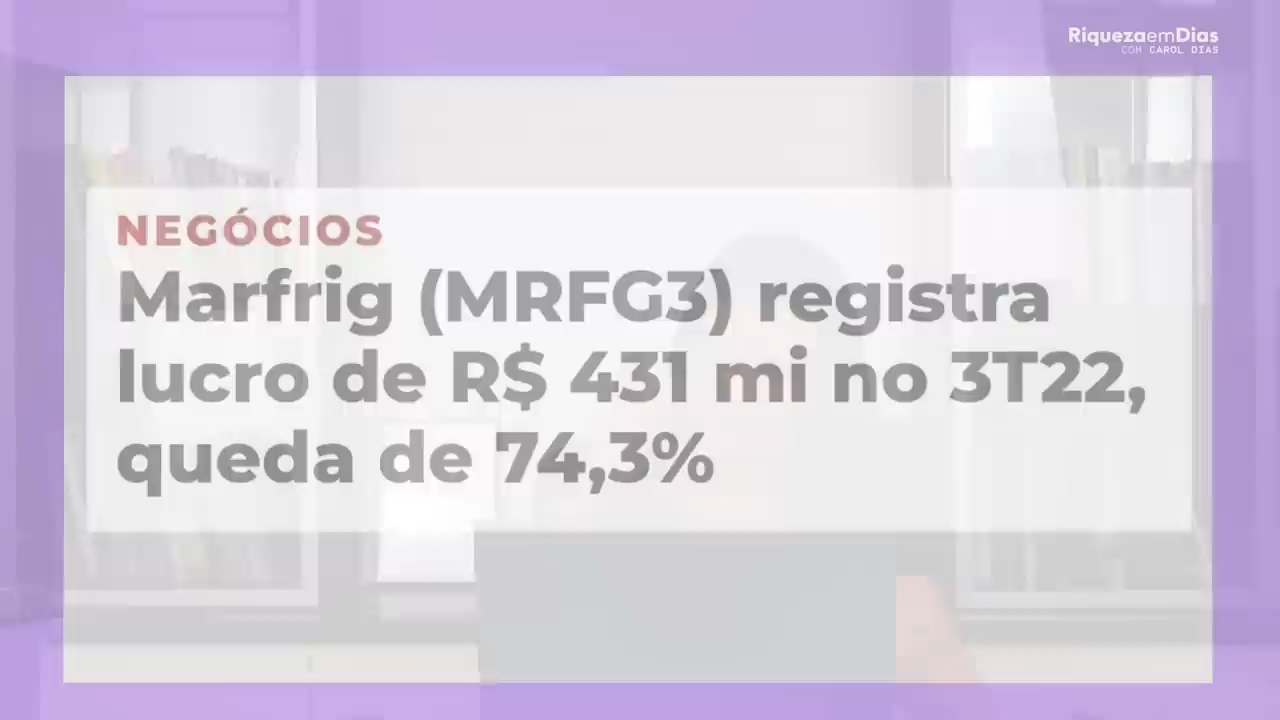 RiquezaemDias
COM CAROL DIAS
NEGÓCIOS
Marfrig (MRFG3) registra
lucro de R$ 431 mi no 3T22,
queda de 74,3%